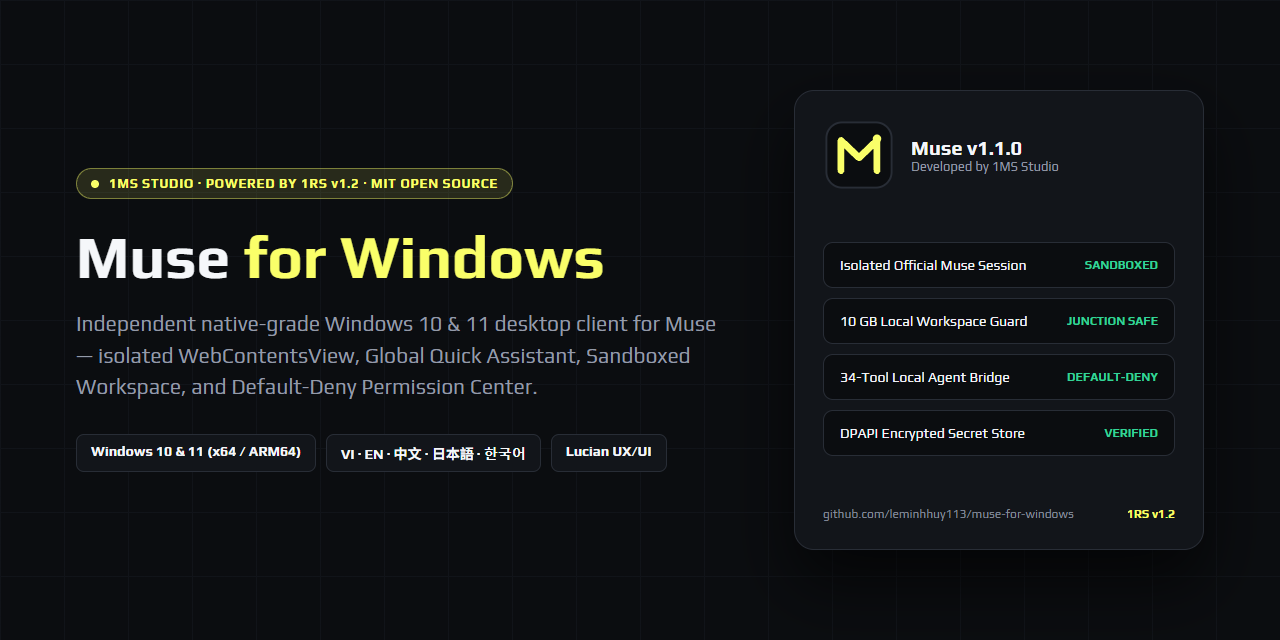 1MS STUDIO · POWERED BY 1RS v1.2 · MIT OPEN SOURCE
Muse for Windows
Independent native-grade Windows 10 & 11 desktop client for Muse
— isolated WebContentsView, Global Quick Assistant, Sandboxed
Workspace, and Default-Deny Permission Center.
Windows 10 & 11 (x64 / ARM64)
VI · EN · 中文 · 日本語 · 한국어
Lucian UX/UI
M
Muse v1.1.0
Developed by 1MS Studio
Isolated Official Muse Session SANDBOXED
10 GB Local Workspace Guard JUNCTION SAFE
34-Tool Local Agent Bridge DEFAULT-DENY
DPAPI Encrypted Secret Store VERIFIED
github.com/leminhhuy113/muse-for-windows 1RS v1.2